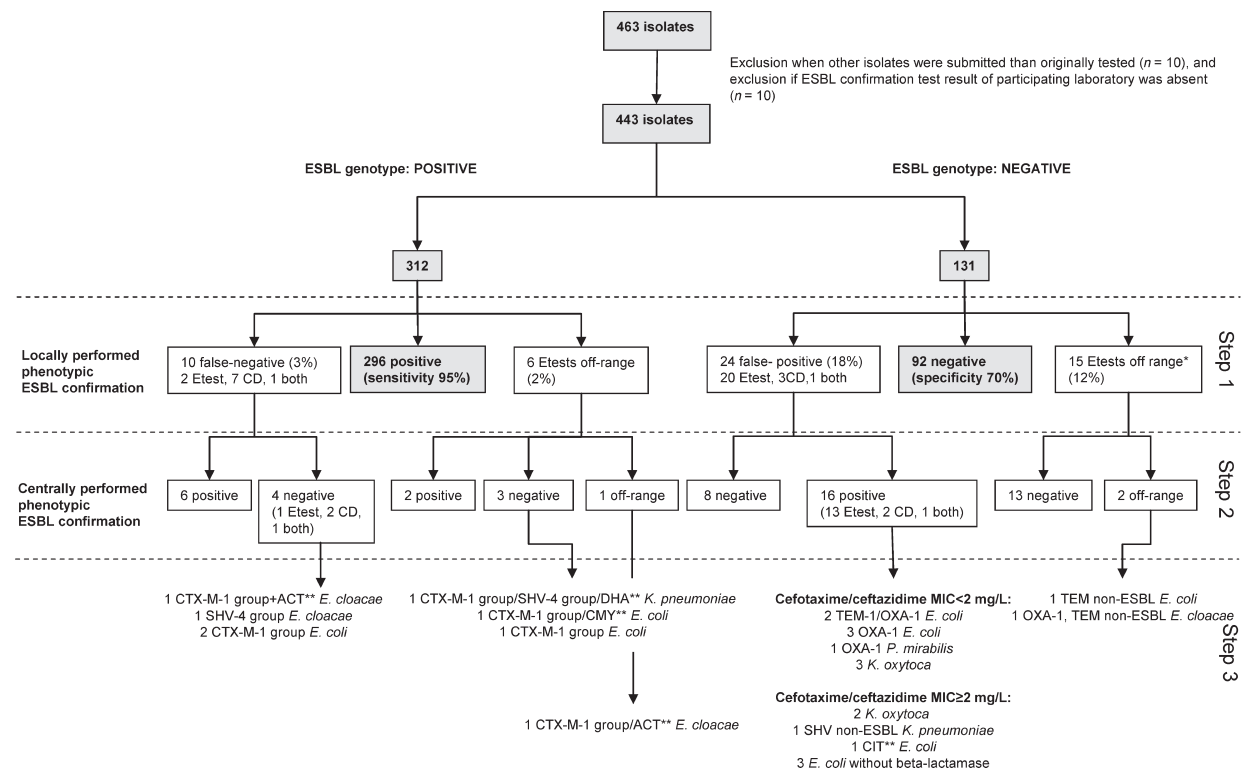 463 isolates
Exclusion when other isolates were submitted than originally tested (n = 10), and
exclusion if ESBL confirmation test result of participating laboratory was absent
(n = 10)
443 isolates
ESBL genotype: POSITIVE
ESBL genotype: NEGATIVE
312
131
Step 1
Locally performed
phenotypic
ESBL confirmation
10 false-negative (3%)
2 Etest, 7 CD, 1 both
296 positive
(sensitivity 95%)
6 Etests off-range
(2%)
24 false- positive (18%)
20 Etest, 3CD,1 both
92 negative
(specificity 70%)
15 Etests off range*
(12%)
Step 2
Centrally performed
phenotypic
ESBL confirmation
6 positive
4 negative
(1 Etest, 2 CD,
1 both)
2 positive
3 negative
1 off-range
8 negative
16 positive
(13 Etest, 2 CD, 1 both)
13 negative
2 off-range
Step 3
1 CTX-M-1 group+ACT** E. cloacae
1 SHV-4 group E. cloacae
2 CTX-M-1 group E. coli
1 CTX-M-1 group/SHV-4 group/DHA** K. pneumoniae
1 CTX-M-1 group/CMY** E. coli
1 CTX-M-1 group E. coli
1 CTX-M-1 group/ACT** E. cloacae
Cefotaxime/ceftazidime MIC<2 mg/L:
2 TEM-1/OXA-1 E. coli
3 OXA-1 E. coli
1 OXA-1 P. mirabilis
3 K. oxytoca
Cefotaxime/ceftazidime MIC≥2 mg/L:
2 K. oxytoca
1 SHV non-ESBL K. pneumoniae
1 CIT** E. coli
3 E. coli without beta-lactamase
1 TEM non-ESBL E. coli
1 OXA-1, TEM non-ESBL E. cloacae